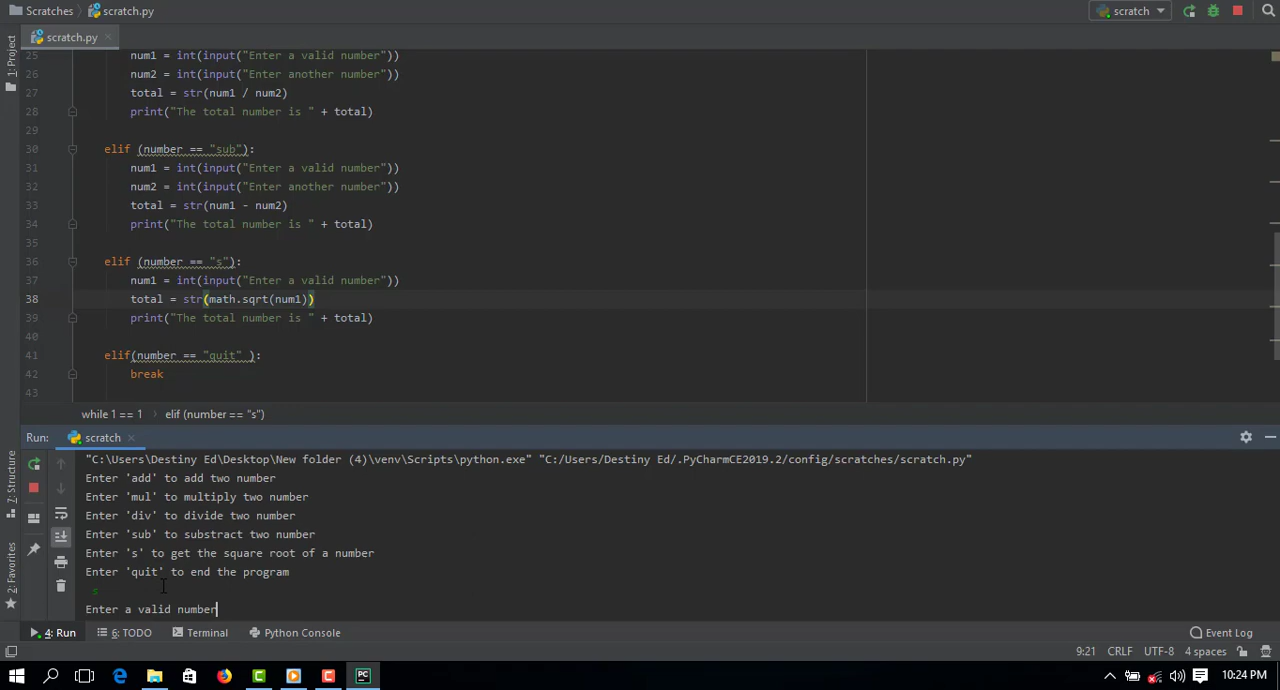 Scratches
scratch.py
scratch
scratch.py
1: Project
25 num1 = int(input("Enter a valid number"))
26 num2 = int(input("Enter another number"))
27 total = str(num1 / num2)
28 print("The total number is " + total)
29
30 elif (number == "sub"):
31 num1 = int(input("Enter a valid number"))
32 num2 = int(input("Enter another number"))
33 total = str(num1 - num2)
34 print("The total number is " + total)
35
36 elif (number == "s"):
37 num1 = int(input("Enter a valid number"))
38 total = str(math.sqrt(num1))
39 print("The total number is " + total)
40
41 elif(number == "quit" ):
42 break
43
while 1 == 1 › elif (number == "s")
Run: scratch
7: Structure
2: Favorites
"C:\Users\Destiny Ed\Desktop\New folder (4)\venv\Scripts\python.exe" "C:/Users/Destiny Ed/.PyCharmCE2019.2/config/scratches/scratch.py"
Enter 'add' to add two number
Enter 'mul' to multiply two number
Enter 'div' to divide two number
Enter 'sub' to substract two number
Enter 's' to get the square root of a number
Enter 'quit' to end the program
s
Enter a valid number
4: Run 6: TODO Terminal Python Console Event Log
9:21 CRLF UTF-8 4 spaces
10:24 PM